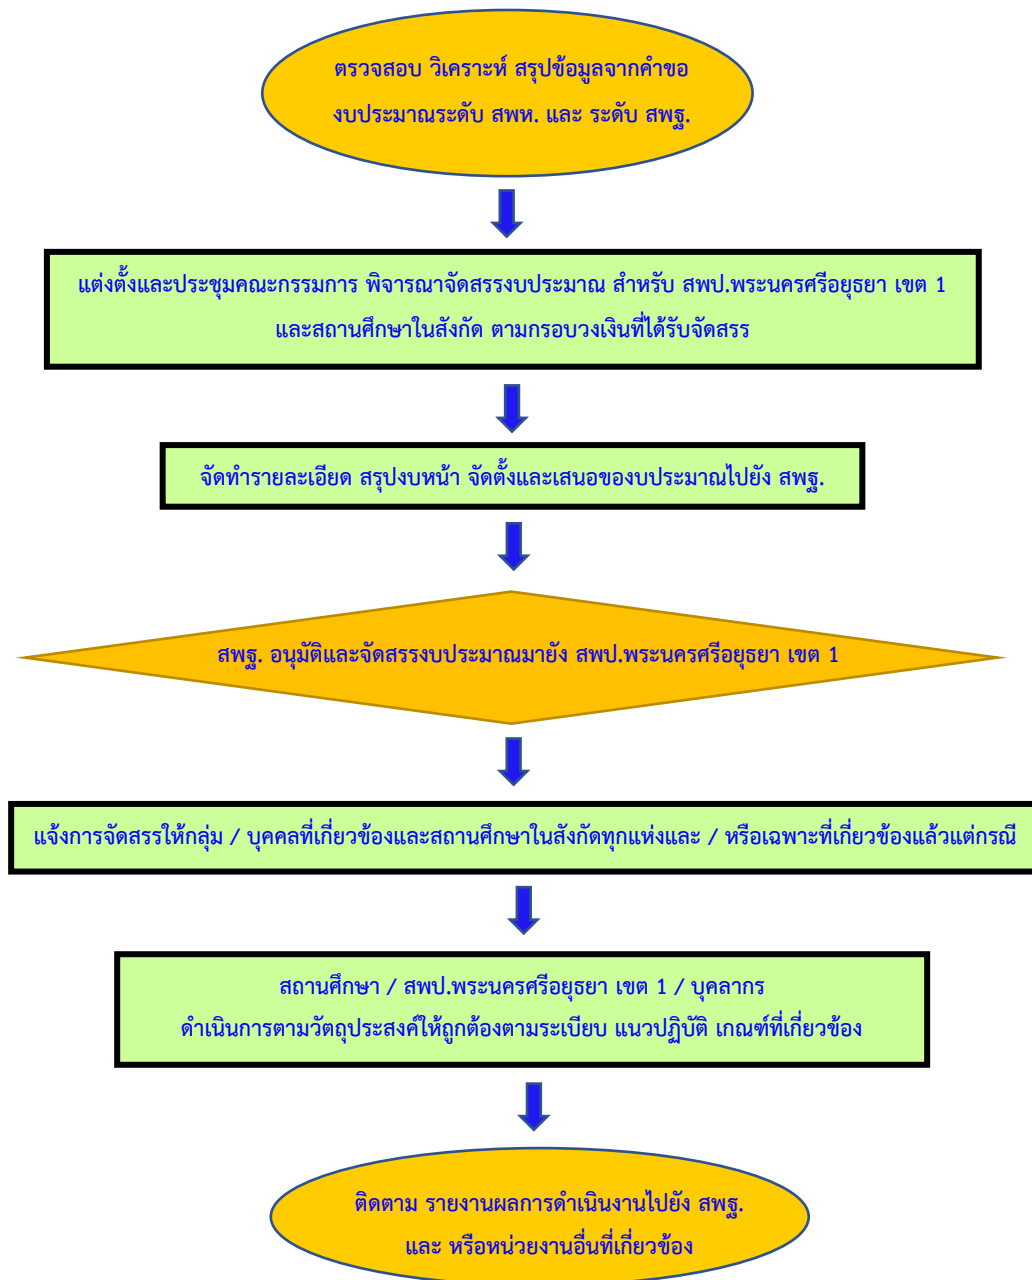 ตรวจสอบ วิเคราะห์ สรุปข้อมูลจากคำขอ
งบประมาณระดับ สพท. และ ระดับ สพฐ.
แต่งตั้งและประชุมคณะกรรมการ พิจารณาจัดสรรงบประมาณ สำหรับ สพป.พระนครศรีอยุธยา เขต 1
และสถานศึกษาในสังกัด ตามกรอบวงเงินที่ได้รับจัดสรร
จัดทำรายละเอียด สรุปงบหน้า จัดตั้งและเสนอของบประมาณไปยัง สพฐ.
สพฐ. อนุมัติและจัดสรรงบประมาณมายัง สพป.พระนครศรีอยุธยา เขต 1
แจ้งการจัดสรรให้กลุ่ม / บุคคลที่เกี่ยวข้องและสถานศึกษาในสังกัดทุกแห่งและ / หรือเฉพาะที่เกี่ยวข้องแล้วแต่กรณี
สถานศึกษา / สพป.พระนครศรีอยุธยา เขต 1 / บุคลากร
ดำเนินการตามวัตถุประสงค์ให้ถูกต้องตามระเบียบ แนวปฏิบัติ เกณฑ์ที่เกี่ยวข้อง
ติดตาม รายงานผลการดำเนินงานไปยัง สพฐ.
และ หรือหน่วยงานอื่นที่เกี่ยวข้อง